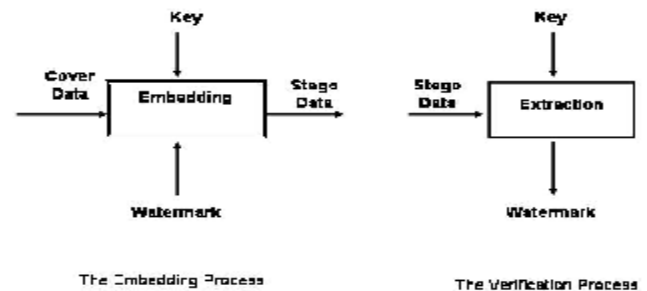 Key
Cover
Data
Embedding
Stego
Data
Watermark
The Embedding Process
Key
Stego
Data
Extraction
Watermark
The Verification Process